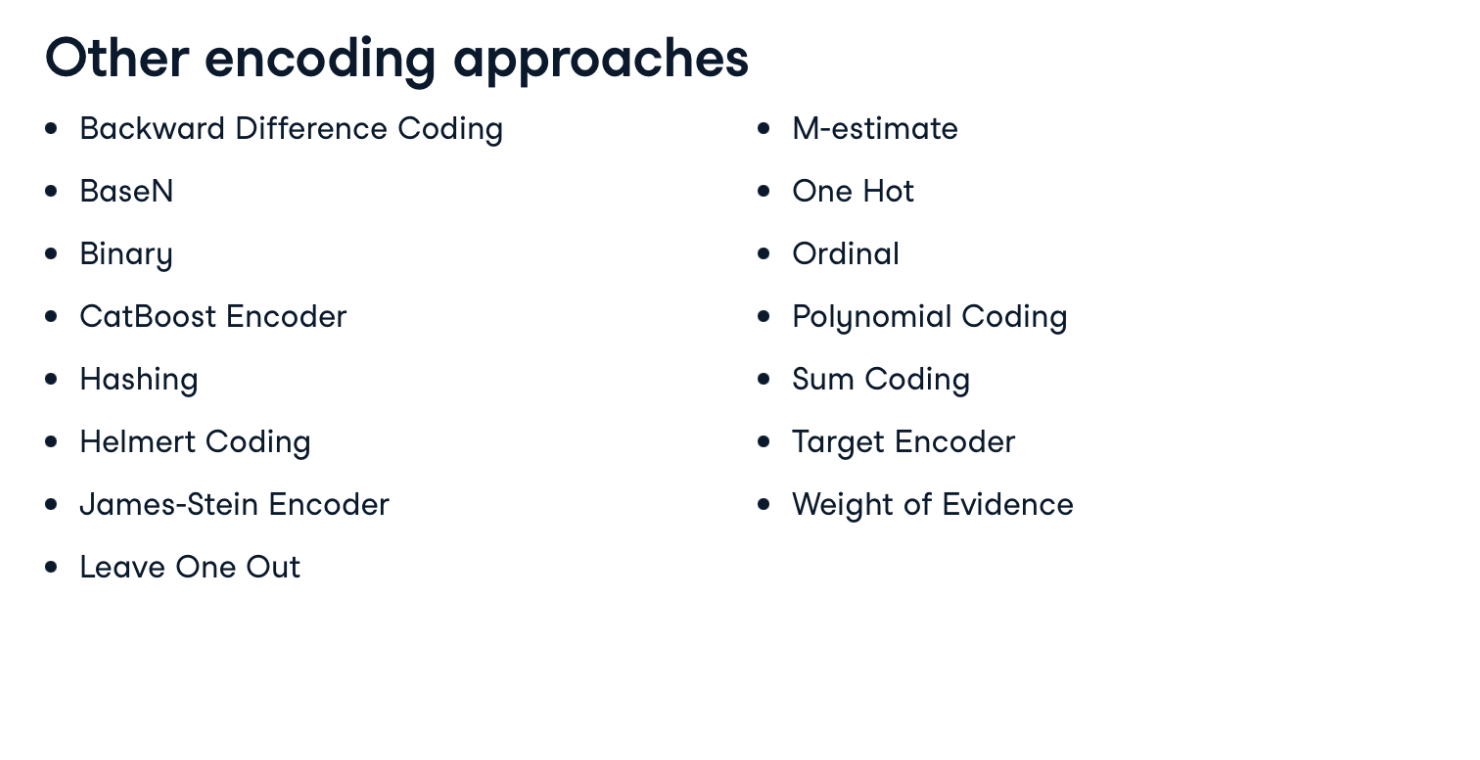 Other encoding approaches
Backward Difference Coding
BaseN
Binary
CatBoost Encoder
Hashing
Helmert Coding
James-Stein Encoder
Leave One Out
M-estimate
One Hot
Ordinal
Polynomial Coding
Sum Coding
Target Encoder
Weight of Evidence